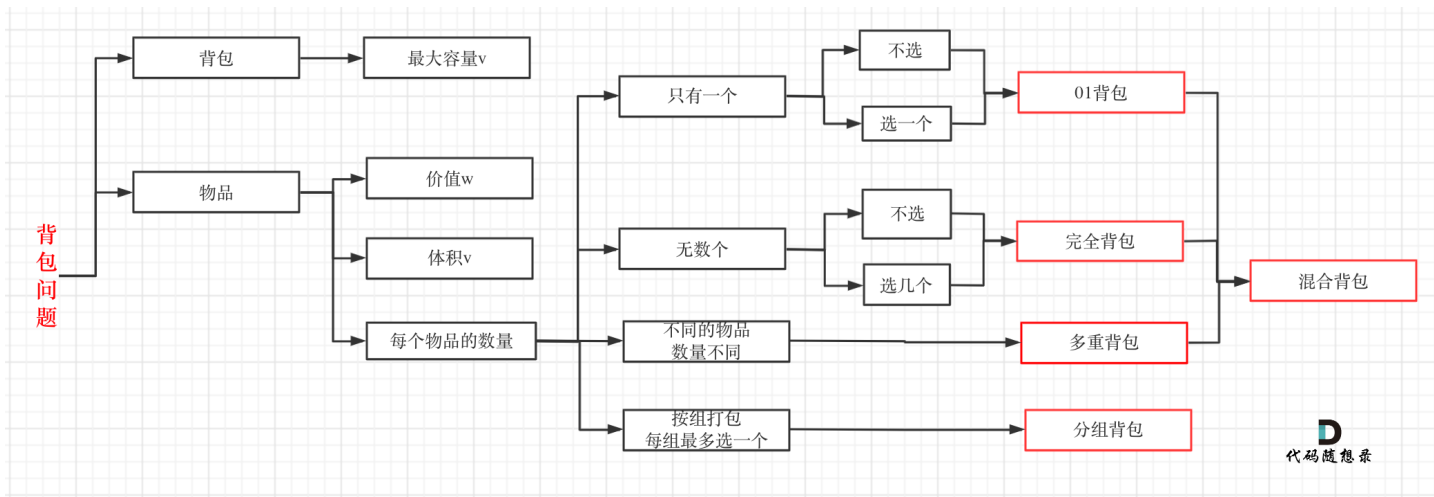 背
包
问
题
背包
最大容量v
物品
价值w
体积v
每个物品的数量
只有一个
不选
选一个
01背包
无数个
不选
选几个
完全背包
不同的物品
数量不同
多重背包
混合背包
按组打包
每组最多选一个
分组背包
代码随想录